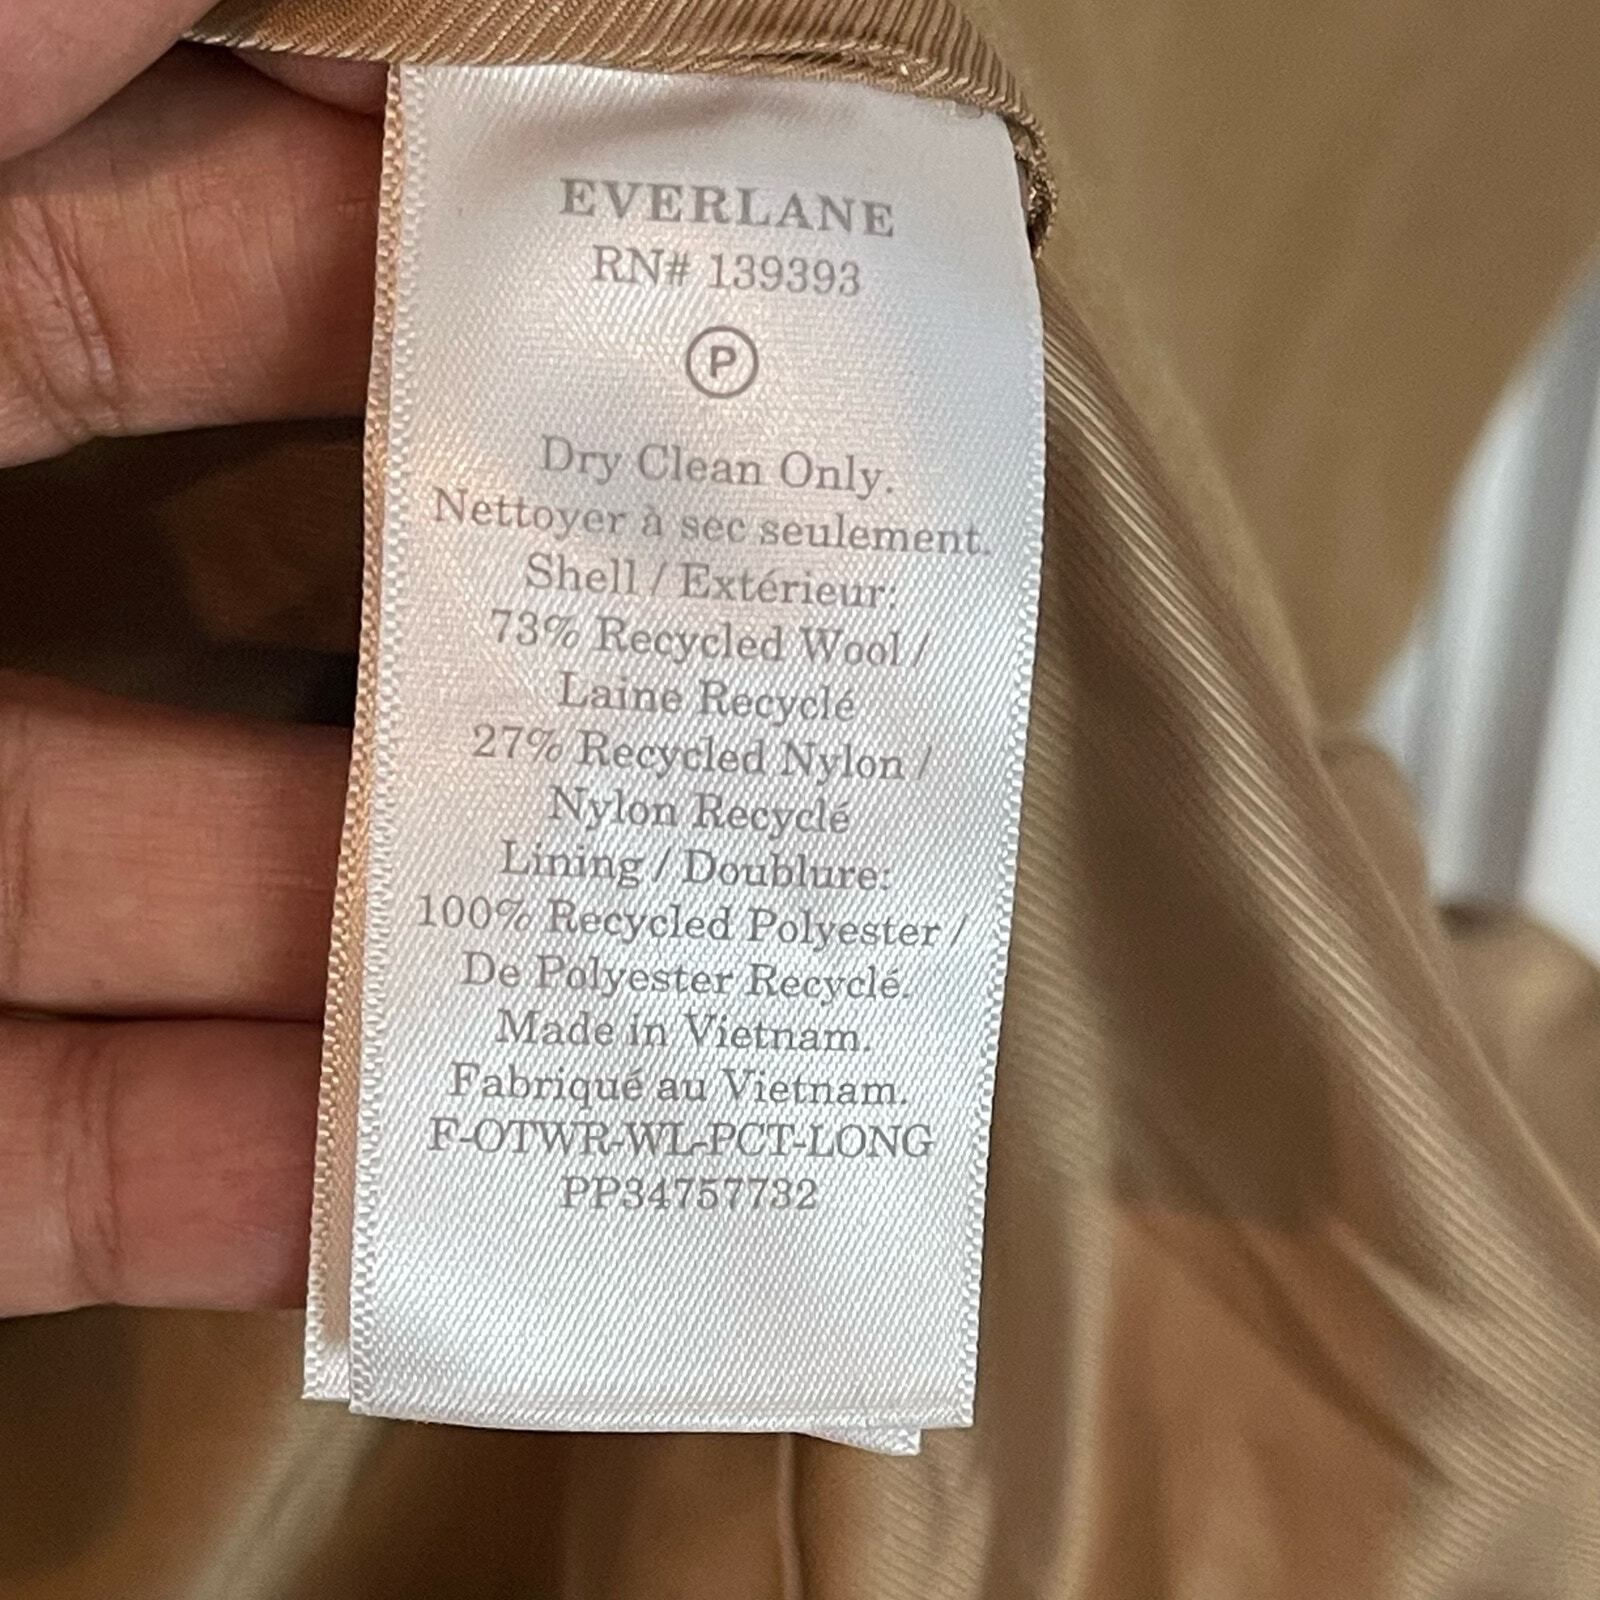 EVERLANE
RN# 139393
P
Dry Clean Only.
Nettoyer à sec seulement.
Shell / Extérieur:
73% Recycled Wool /
Laine Recyclé
27% Recycled Nylon /
Nylon Recyclé
Lining / Doublure:
100% Recycled Polyester /
De Polyester Recyclé.
Made in Vietnam.
Fabriqué au Vietnam.
F-OTWR-WL-PCT-LONG
PP34757732